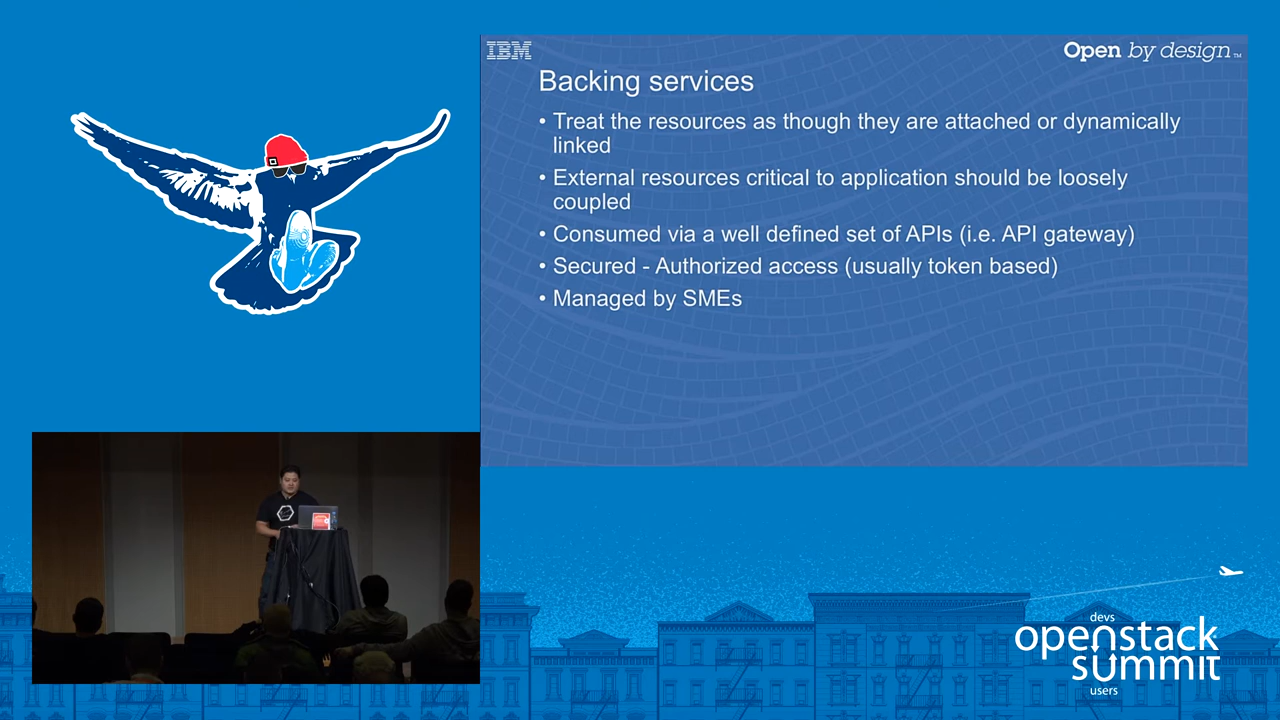 IBM
Open by design™
Backing services
• Treat the resources as though they are attached or dynamically
linked
• External resources critical to application should be loosely
coupled
• Consumed via a well defined set of APIs (i.e. API gateway)
• Secured - Authorized access (usually token based)
• Managed by SMEs
devs
openstack
summit
users